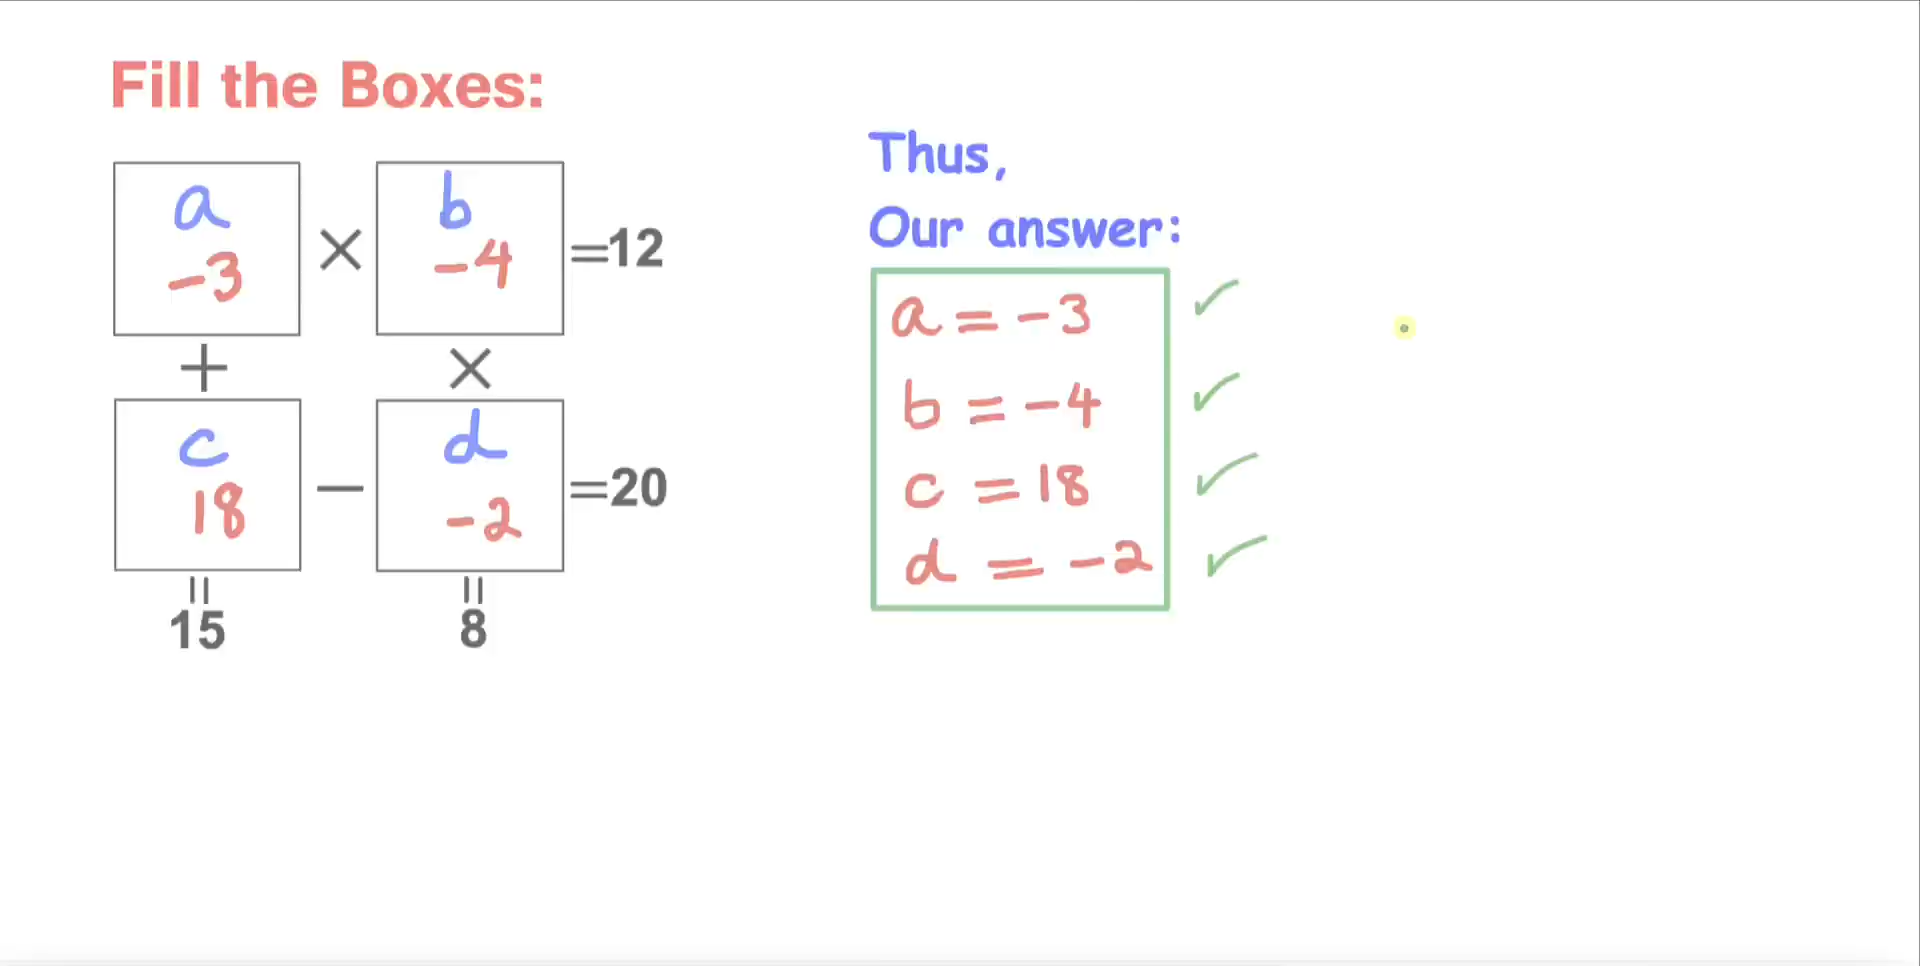 Fill the Boxes:
a × b =12
-3 -4
+ ×
c − d =20
18 -2
= =
15 8
Thus,
Our answer:
a = -3 ✓
b = -4 ✓
c = 18 ✓
d = -2 ✓